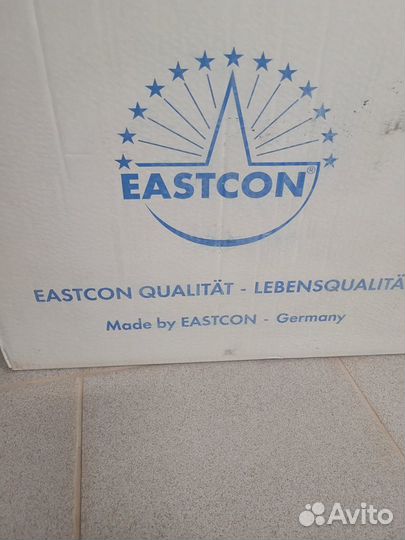 EASTCON®
EASTCON QUALITÄT - LEBENSQUALITÄ
Made by EASTCON - Germany
Avito